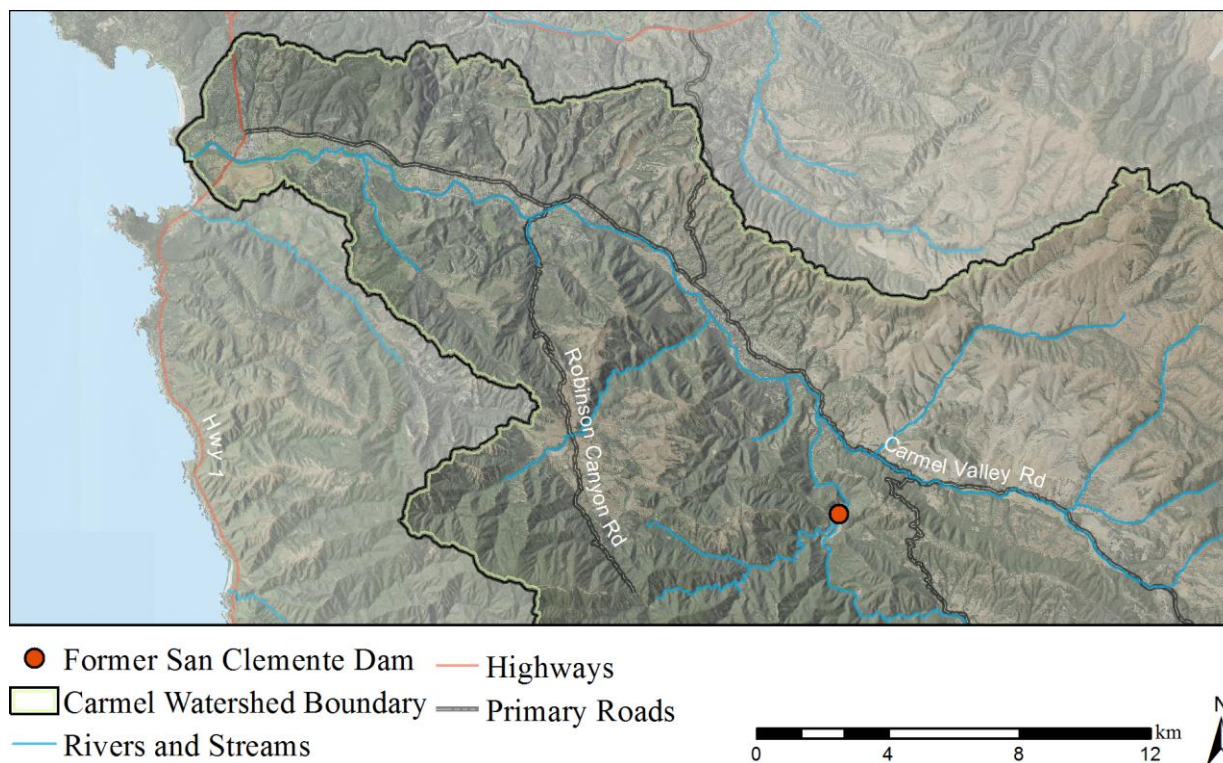 Hwy 1
Robinson Canyon Rd
Carmel Valley Rd
Former San Clemente Dam
Carmel Watershed Boundary
Rivers and Streams
Highways
Primary Roads
N
km
0 4 8 12